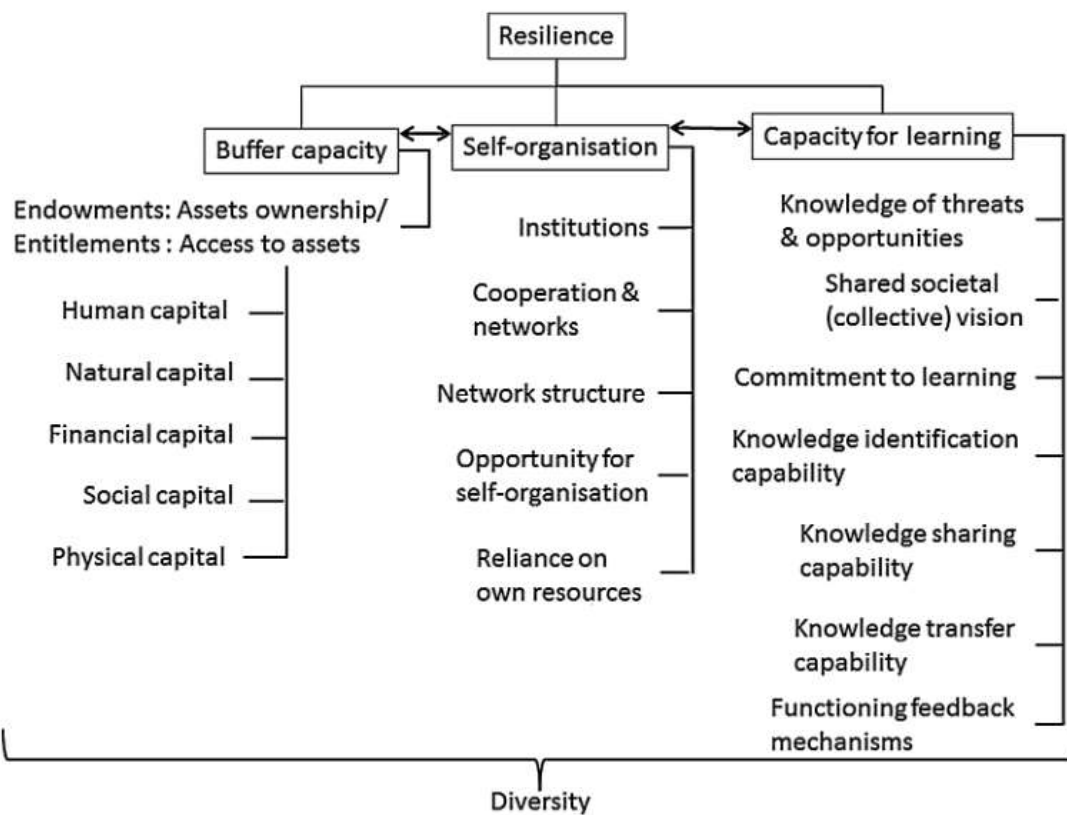 Resilience
Buffer capacity
Self-organisation
Capacity for learning
Endowments: Assets ownership/
Entitlements : Access to assets
Human capital
Natural capital
Financial capital
Social capital
Physical capital
Institutions
Cooperation &
networks
Network structure
Opportunity for
self-organisation
Reliance on
own resources
Knowledge of threats
& opportunities
Shared societal
(collective) vision
Commitment to learning
Knowledge identification
capability
Knowledge sharing
capability
Knowledge transfer
capability
Functioning feedback
mechanisms
Diversity